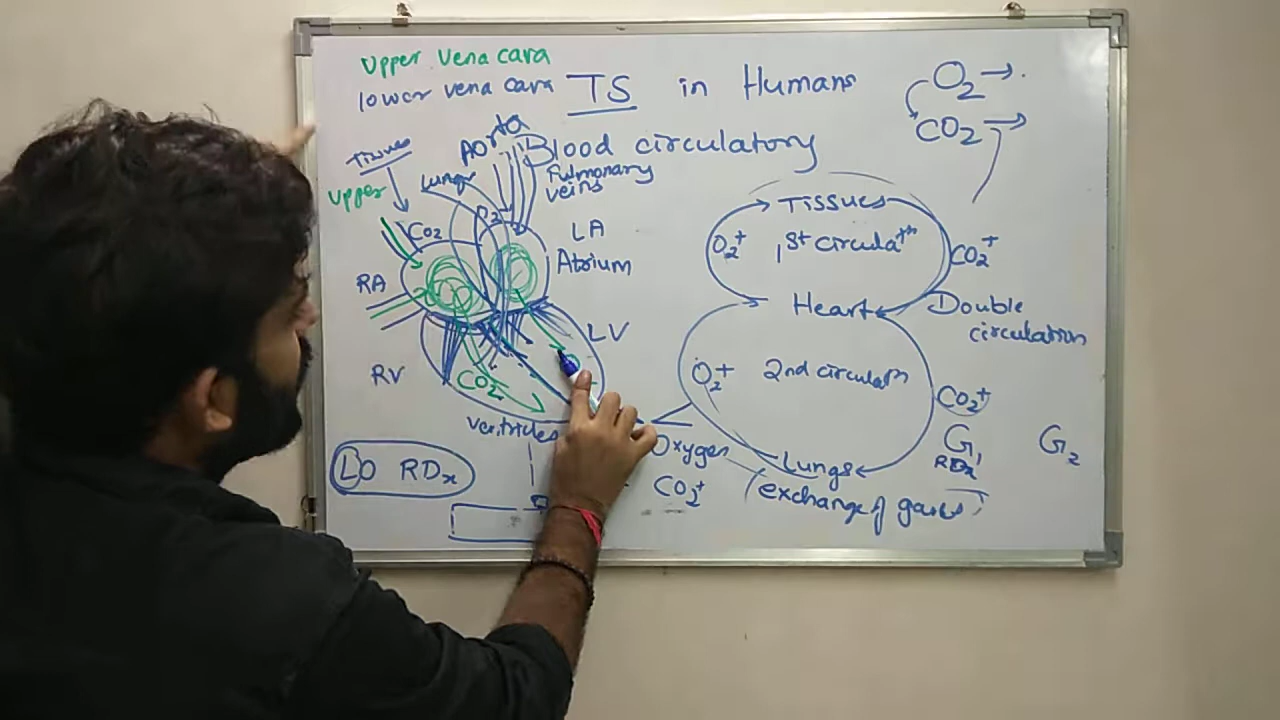 Upper Vena cava
lower vena cava
TS in Humans
O2 →
CO2 →
Tissues
Aorta
Blood circulatory
Lungs
Pulmonary
veins
Upper
CO2
O2
LA
Atrium
RA
LV
RV
CO2
ventricles
LO RDx
Tissues
O2+
1st circulatn
CO2+
Heart
Double
circulation
O2+
2nd circulatn
CO2+
Oxygen
CO2+
Lungs
exchange of gases
G1
RDx
G2